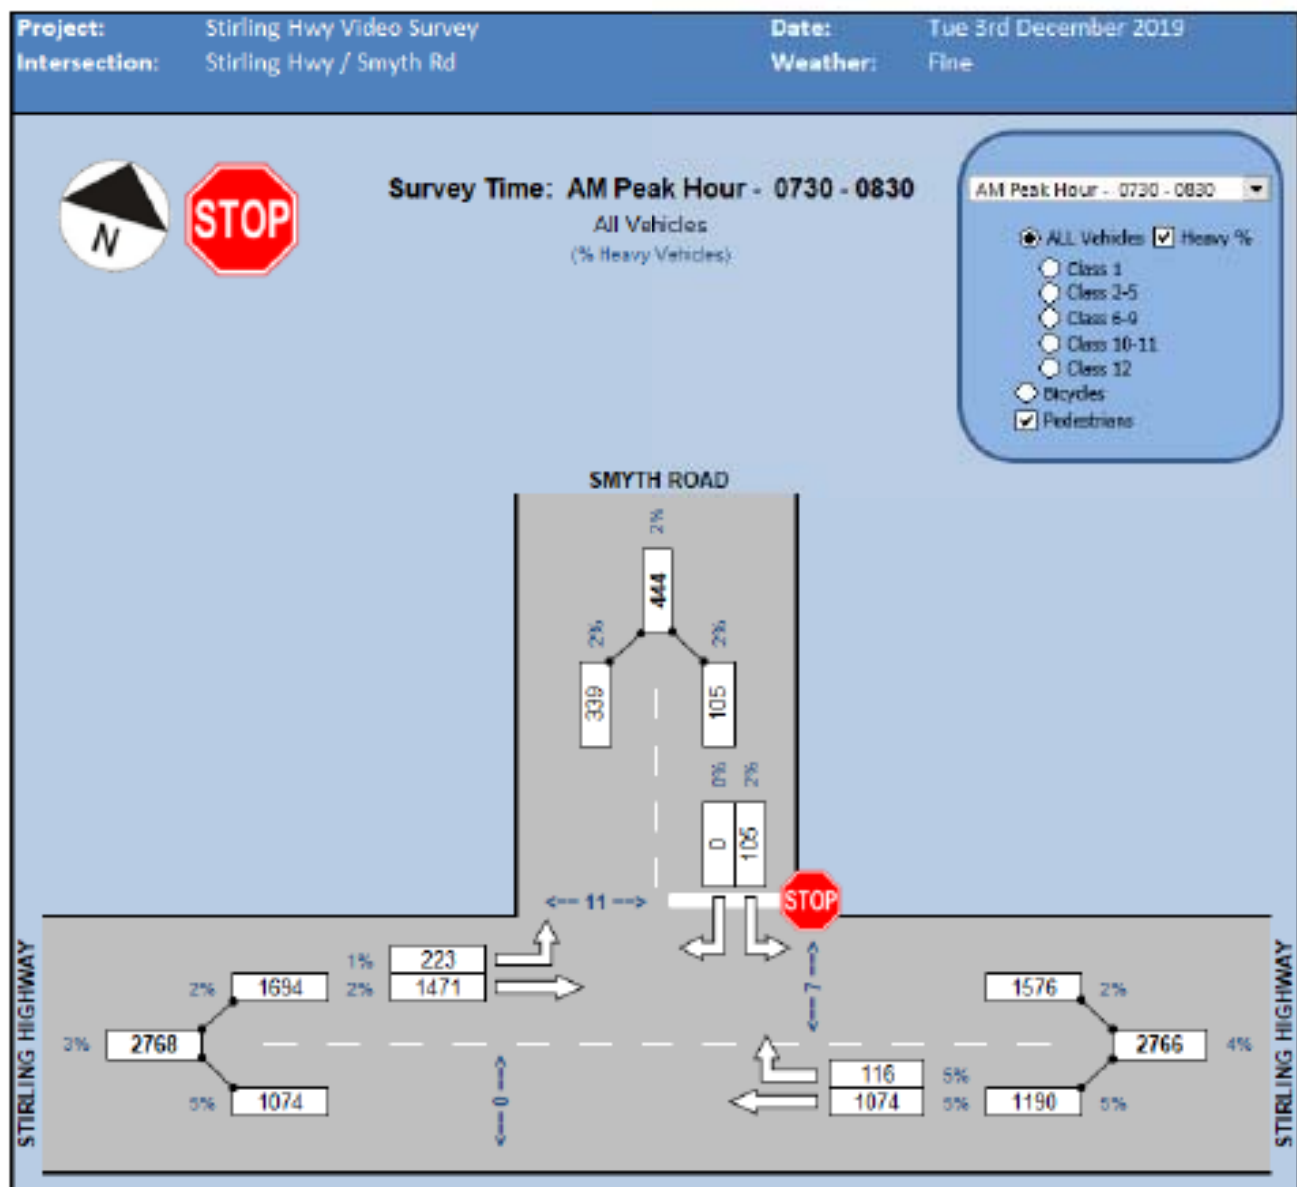 Project: Stirling Hwy Video Survey Date: Tue 3rd December 2019
Intersection: Stirling Hwy / Smyth Rd Weather: Fine
N
STOP
Survey Time: AM Peak Hour - 0730 - 0830
All Vehicles
(% Heavy Vehicles)
AM Peak Hour - 0730 - 0830
ALL Vehicles Heavy %
Class 1
Class 2-5
Class 6-9
Class 10-11
Class 12
Bicycles
Pedestrians
SMYTH ROAD
2%
444
2% 2%
339 105
0% 2%
0 105
<== 11 ==>
STOP
STIRLING HIGHWAY
1% 223
2% 1694 2% 1471
3% 2768
5% 1074
<== 0 ==>
<== 7 ==>
1576 2%
2766 4%
116 5%
1074 5% 1190 5%
STIRLING HIGHWAY